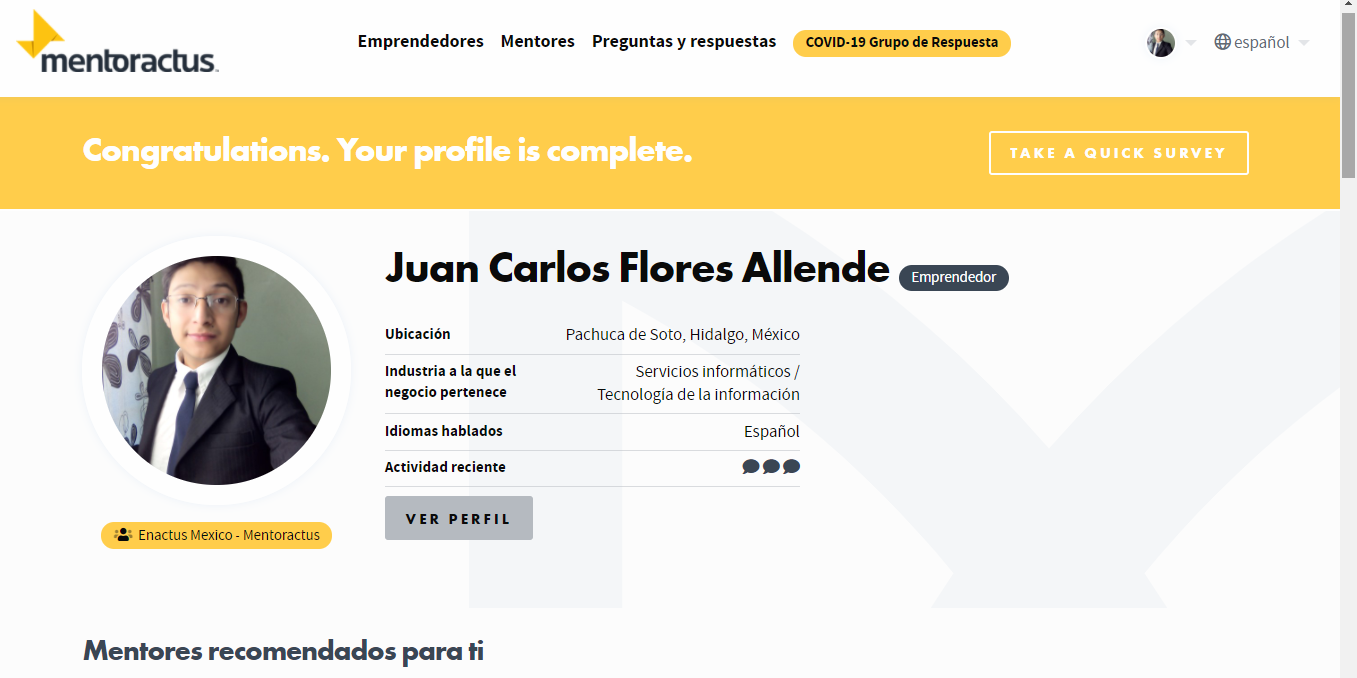 mentoractus
Emprendedores Mentores Preguntas y respuestas COVID-19 Grupo de Respuesta español
Congratulations. Your profile is complete. TAKE A QUICK SURVEY
Juan Carlos Flores Allende Emprendedor
Ubicación Pachuca de Soto, Hidalgo, México
Industria a la que el Servicios informáticos /
negocio pertenece Tecnología de la información
Idiomas hablados Español
Actividad reciente
VER PERFIL
Enactus Mexico - Mentoractus
Mentores recomendados para ti